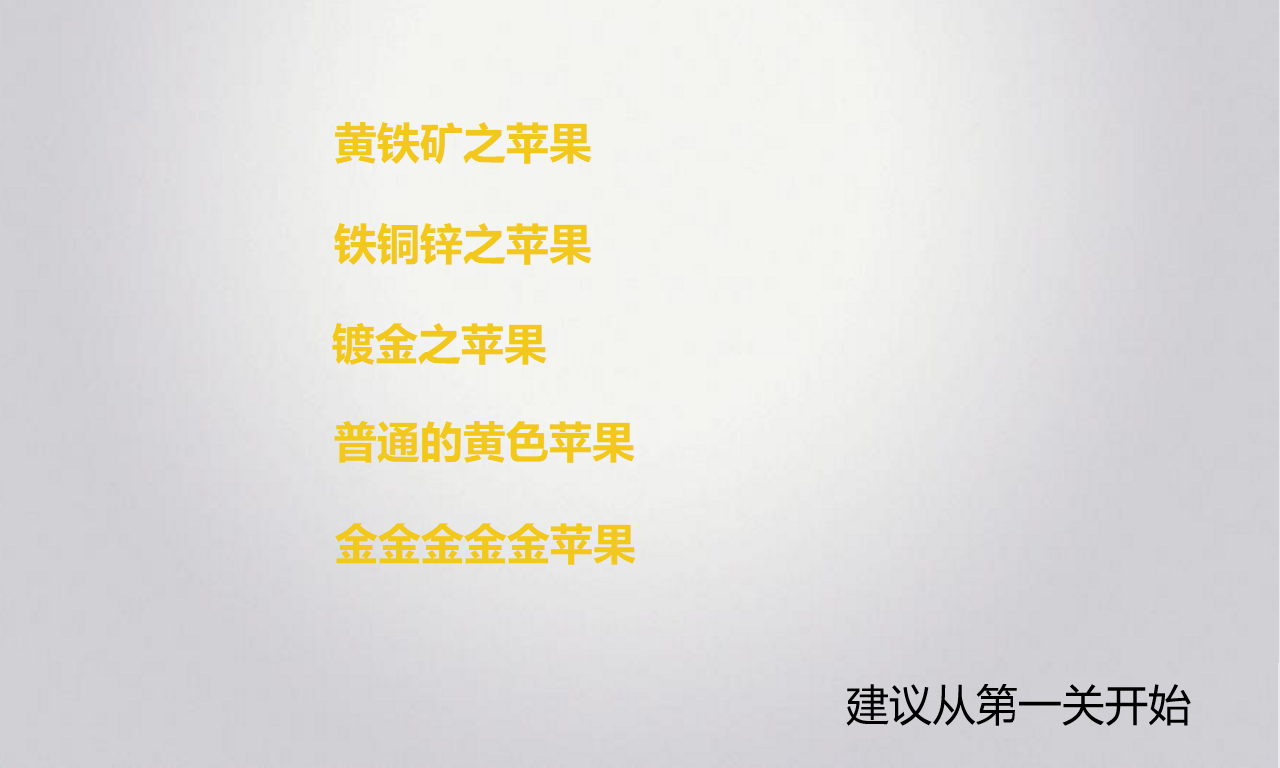 黄铁矿之苹果
铁铜锌之苹果
镀金之苹果
普通的黄色苹果
金金金金金苹果
建议从第一关开始